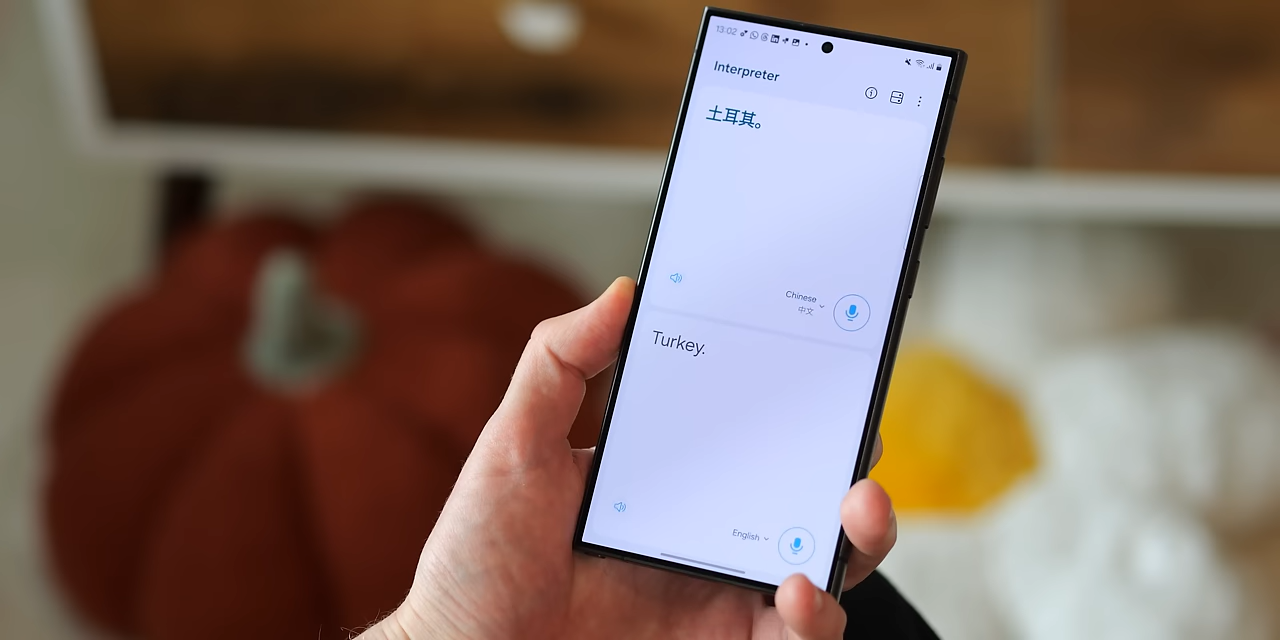 13:02
Interpreter
土耳其。
Chinese
中文
Turkey.
English